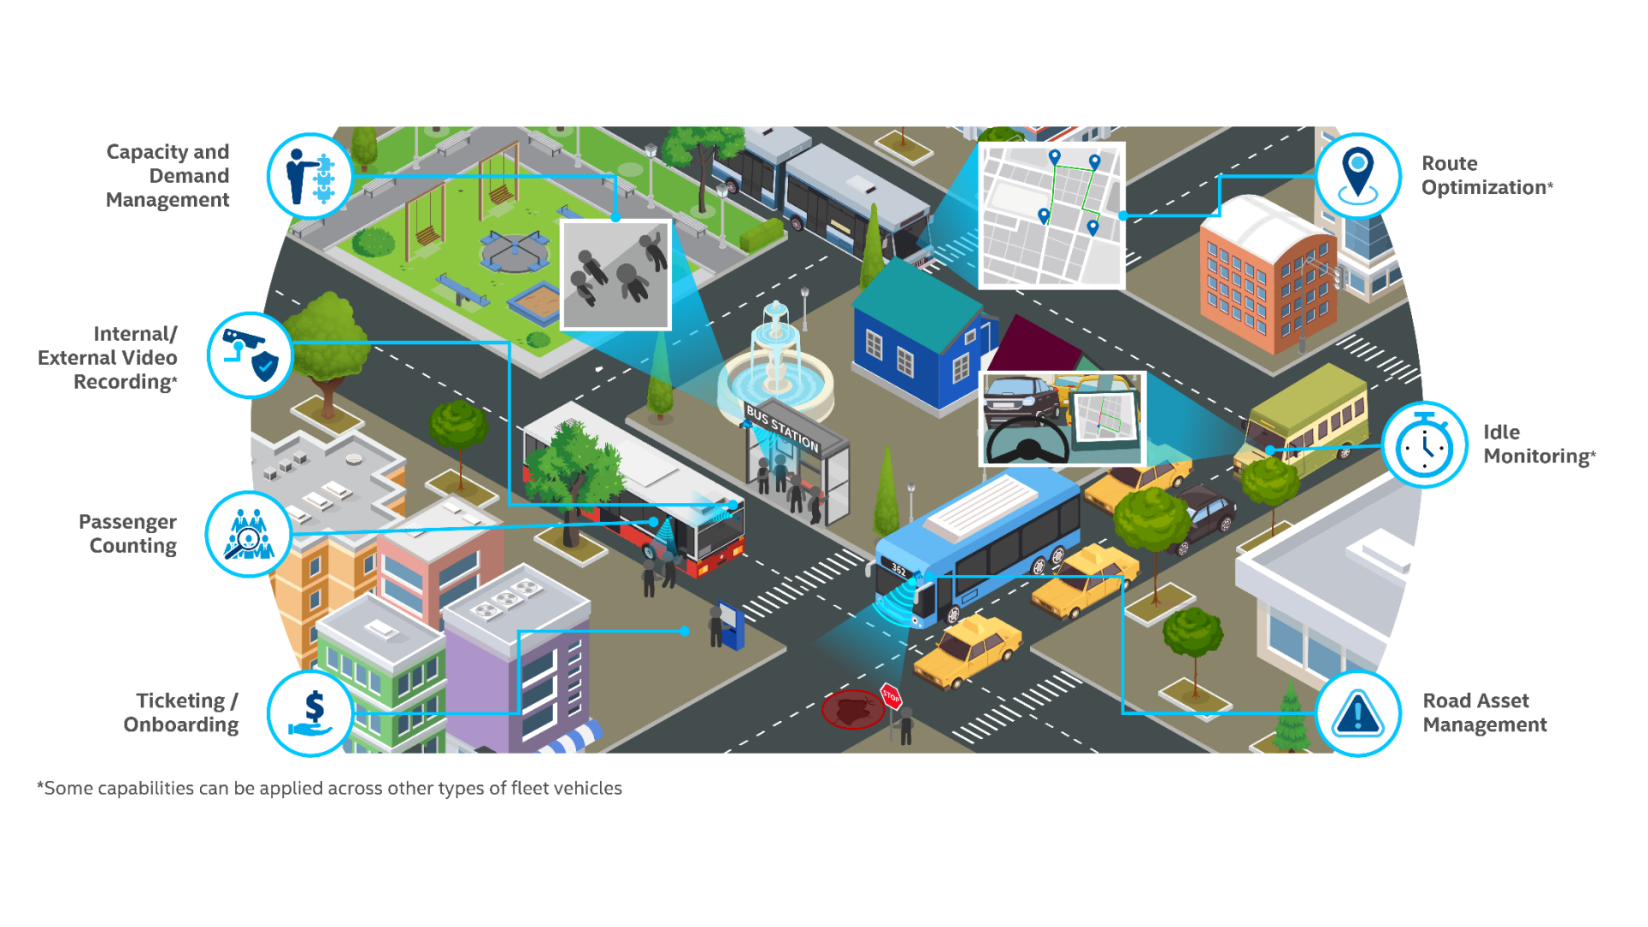 Capacity and
Demand
Management
Route
Optimization*
Internal/
External Video
Recording*
BUS STATION
Idle
Monitoring*
Passenger
Counting
362
Ticketing /
Onboarding
STOP
Road Asset
Management
*Some capabilities can be applied across other types of fleet vehicles